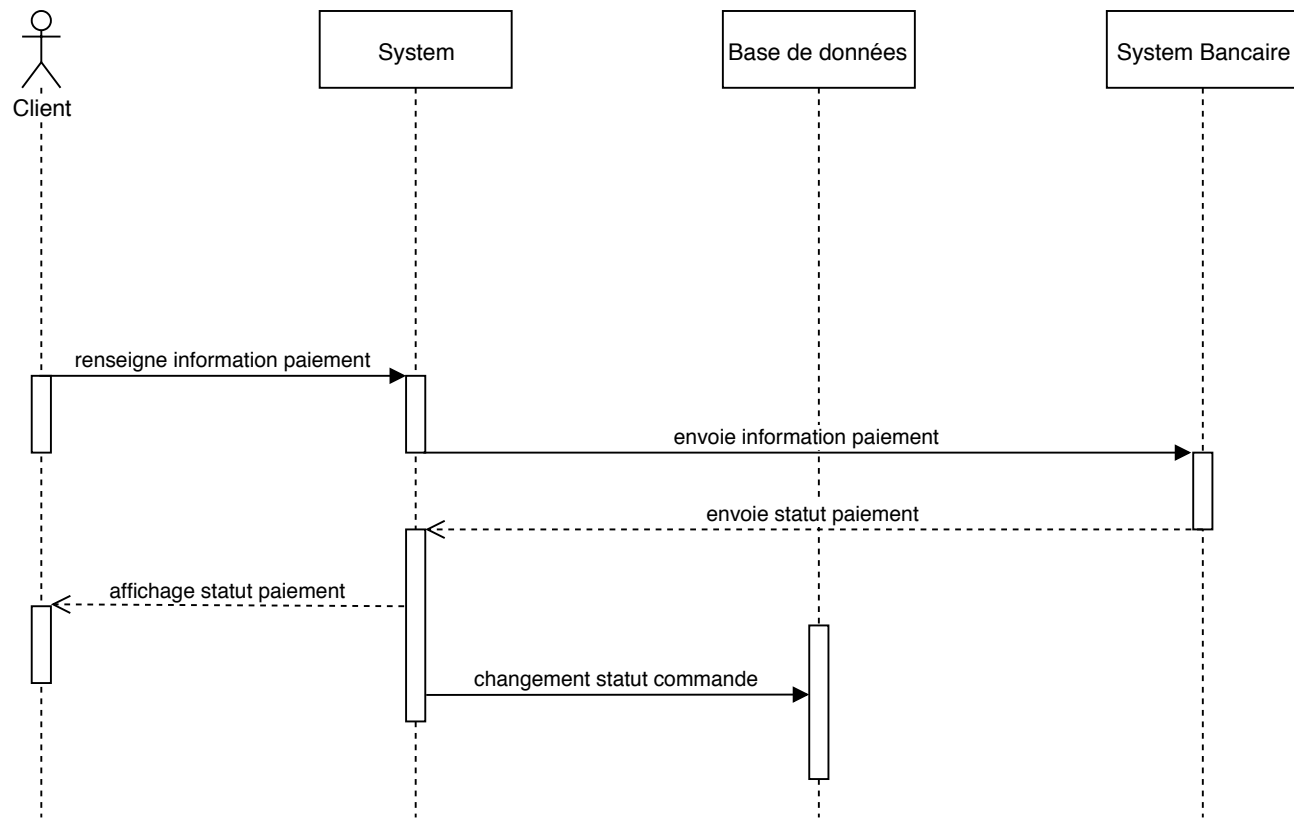 System
Base de données
System Bancaire
Client
renseigne information paiement
envoie information paiement
envoie statut paiement
affichage statut paiement
changement statut commande